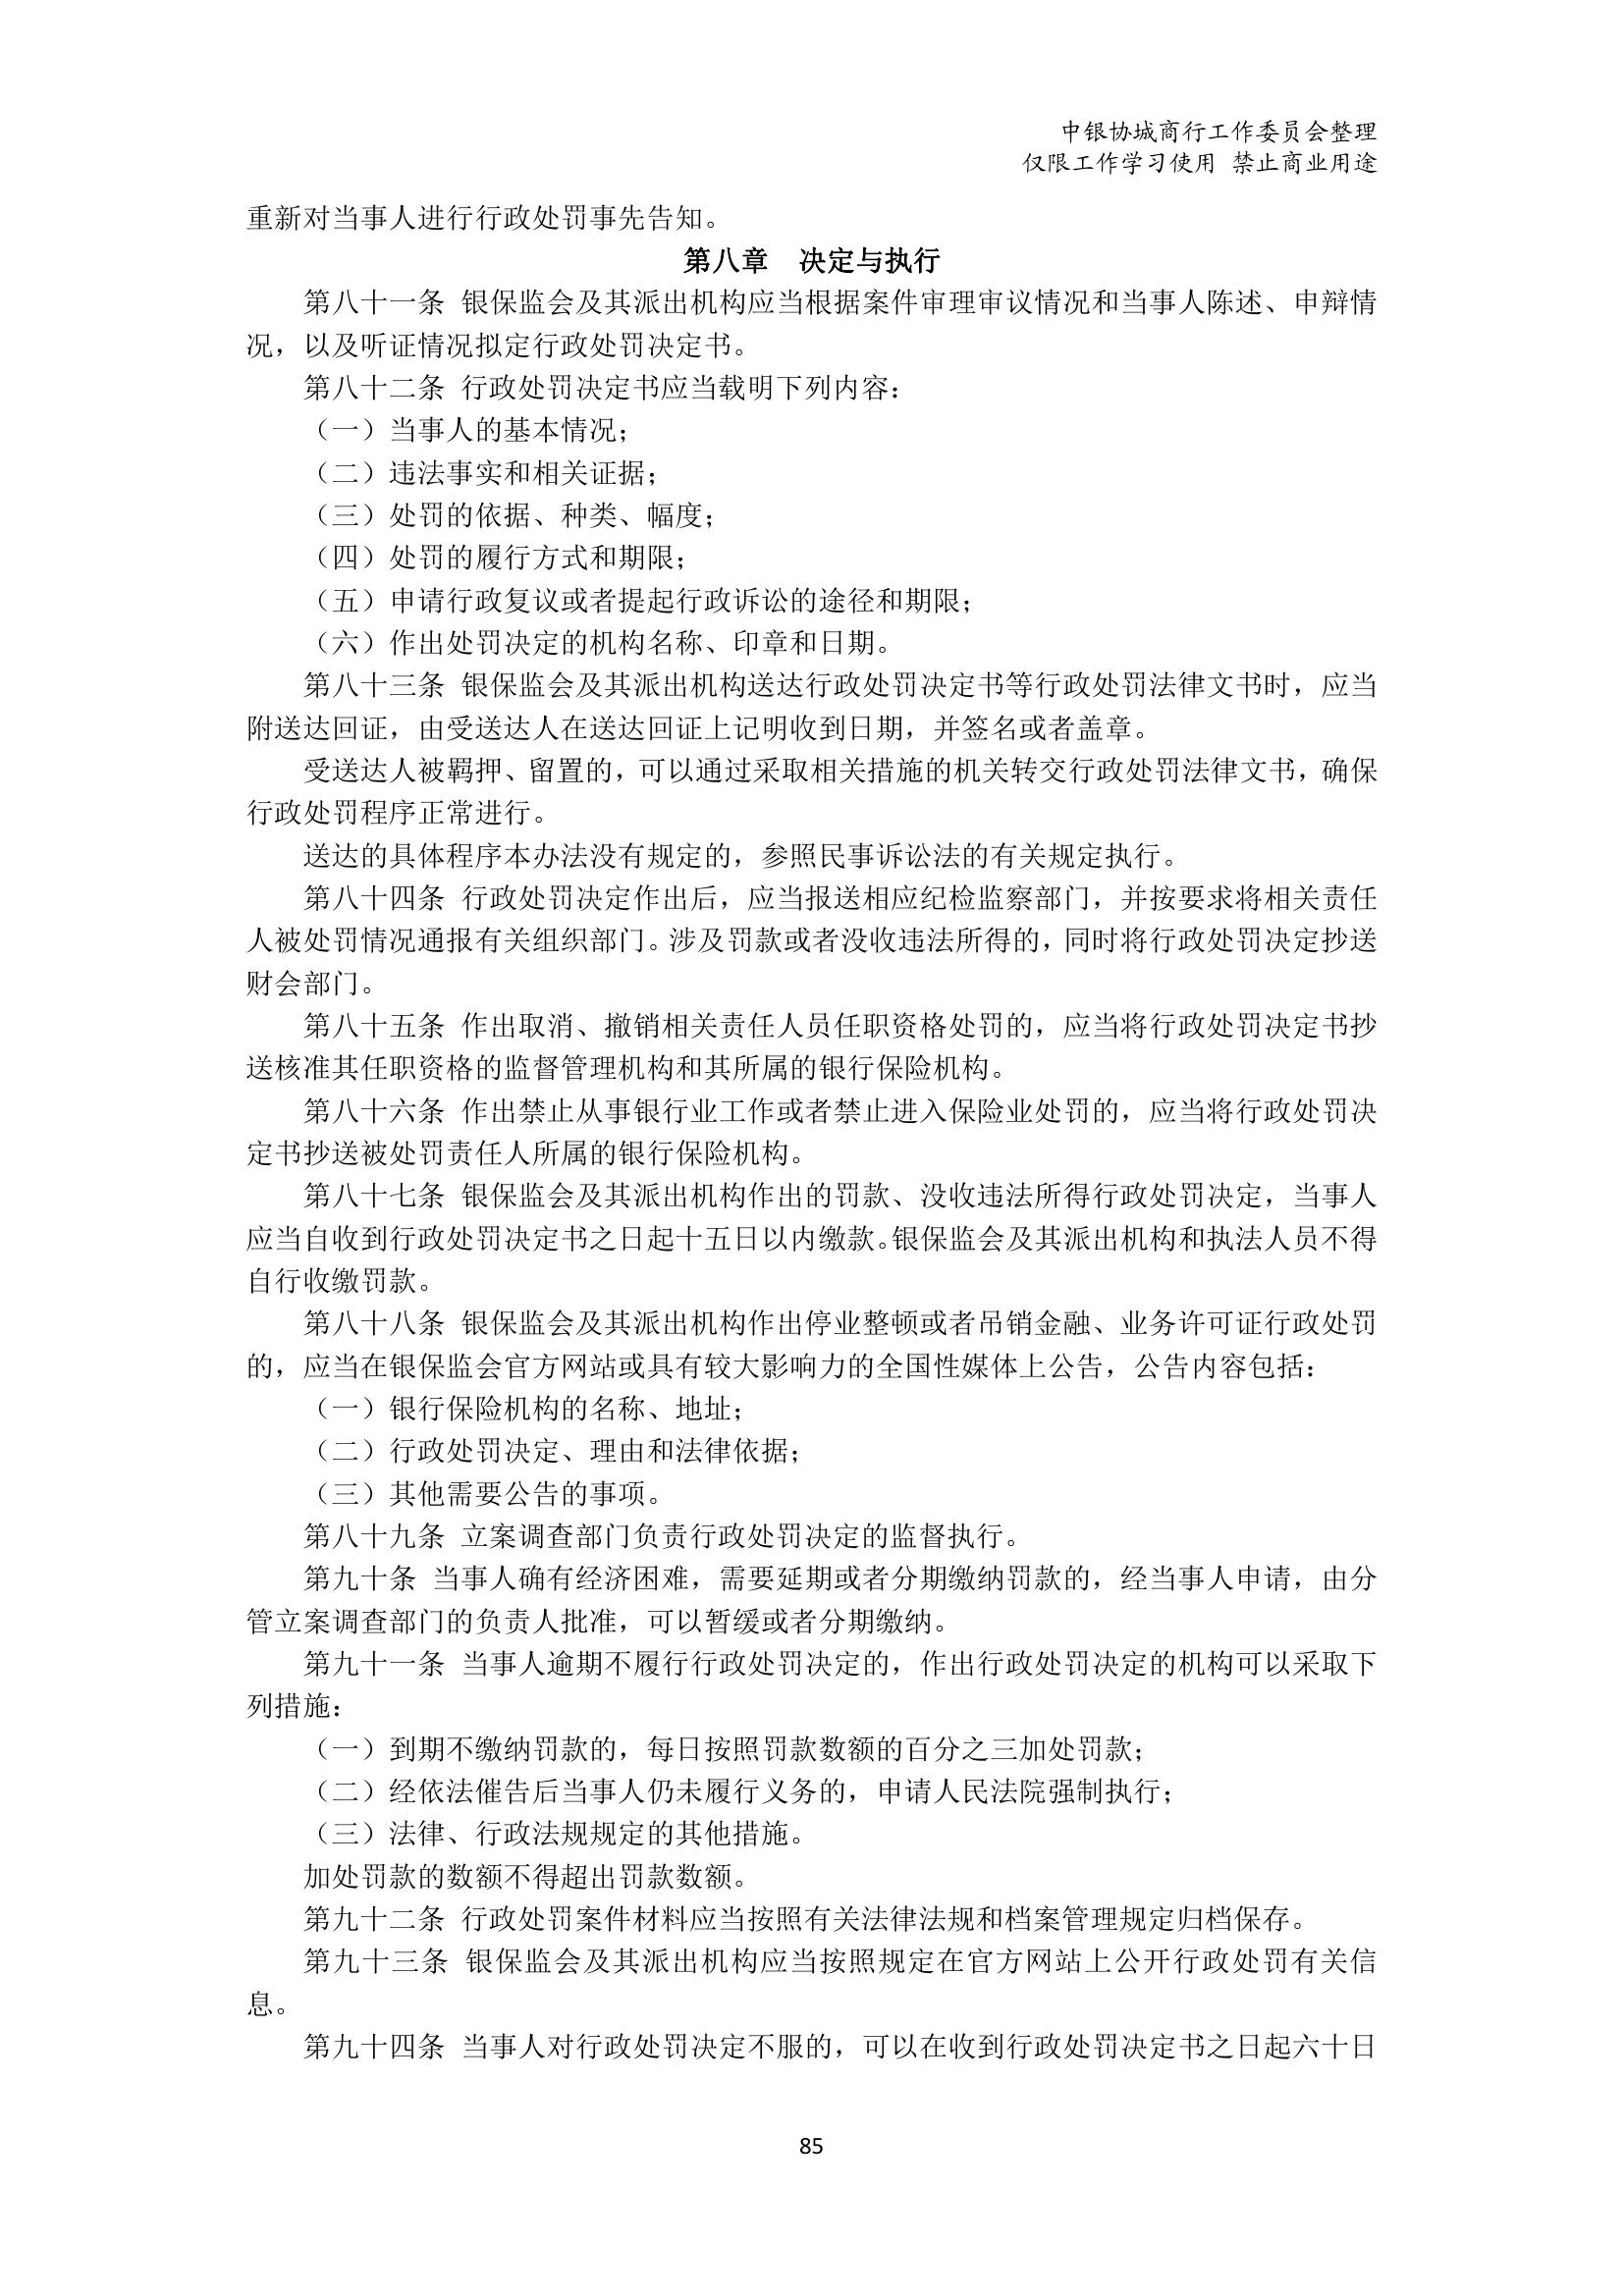 中银协城商行工作委员会整理
仅限工作学习使用 禁止商业用途
重新对当事人进行行政处罚事先告知。
第八章 决定与执行
第八十一条 银保监会及其派出机构应当根据案件审理审议情况和当事人陈述、申辩情
况，以及听证情况拟定行政处罚决定书。
第八十二条 行政处罚决定书应当载明下列内容：
（一）当事人的基本情况；
（二）违法事实和相关证据；
（三）处罚的依据、种类、幅度；
（四）处罚的履行方式和期限；
（五）申请行政复议或者提起行政诉讼的途径和期限；
（六）作出处罚决定的机构名称、印章和日期。
第八十三条 银保监会及其派出机构送达行政处罚决定书等行政处罚法律文书时，应当
附送达回证，由受送达人在送达回证上记明收到日期，并签名或者盖章。
受送达人被羁押、留置的，可以通过采取相关措施的机关转交行政处罚法律文书，确保
行政处罚程序正常进行。
送达的具体程序本办法没有规定的，参照民事诉讼法的有关规定执行。
第八十四条 行政处罚决定作出后，应当报送相应纪检监察部门，并按要求将相关责任
人被处罚情况通报有关组织部门。涉及罚款或者没收违法所得的，同时将行政处罚决定抄送
财会部门。
第八十五条 作出取消、撤销相关责任人员任职资格处罚的，应当将行政处罚决定书抄
送核准其任职资格的监督管理机构和其所属的银行保险机构。
第八十六条 作出禁止从事银行业工作或者禁止进入保险业处罚的，应当将行政处罚决
定书抄送被处罚责任人所属的银行保险机构。
第八十七条 银保监会及其派出机构作出的罚款、没收违法所得行政处罚决定，当事人
应当自收到行政处罚决定书之日起十五日以内缴款。银保监会及其派出机构和执法人员不得
自行收缴罚款。
第八十八条 银保监会及其派出机构作出停业整顿或者吊销金融、业务许可证行政处罚
的，应当在银保监会官方网站或具有较大影响力的全国性媒体上公告，公告内容包括：
（一）银行保险机构的名称、地址；
（二）行政处罚决定、理由和法律依据；
（三）其他需要公告的事项。
第八十九条 立案调查部门负责行政处罚决定的监督执行。
第九十条 当事人确有经济困难，需要延期或者分期缴纳罚款的，经当事人申请，由分
管立案调查部门的负责人批准，可以暂缓或者分期缴纳。
第九十一条 当事人逾期不履行行政处罚决定的，作出行政处罚决定的机构可以采取下
列措施：
（一）到期不缴纳罚款的，每日按照罚款数额的百分之三加处罚款；
（二）经依法催告后当事人仍未履行义务的，申请人民法院强制执行；
（三）法律、行政法规规定的其他措施。
加处罚款的数额不得超出罚款数额。
第九十二条 行政处罚案件材料应当按照有关法律法规和档案管理规定归档保存。
第九十三条 银保监会及其派出机构应当按照规定在官方网站上公开行政处罚有关信
息。
第九十四条 当事人对行政处罚决定不服的，可以在收到行政处罚决定书之日起六十日
85